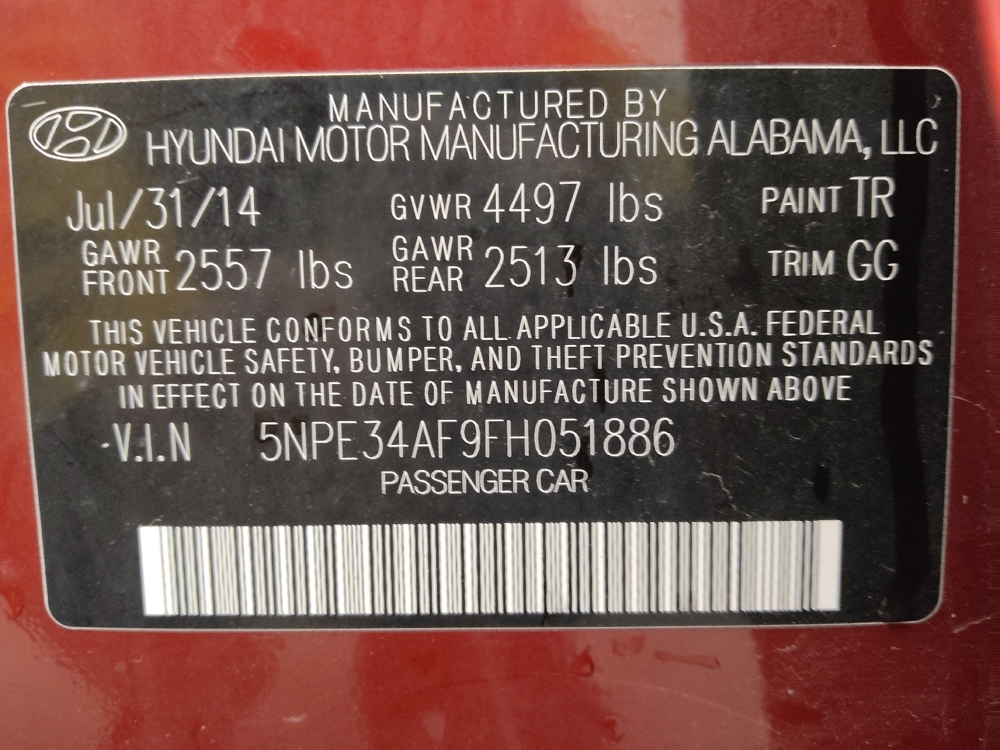 MANUFACTURED BY
HYUNDAI MOTOR MANUFACTURING ALABAMA, LLC
Jul/31/14 GVWR 4497 lbs PAINT TR
GAWR FRONT 2557 lbs GAWR REAR 2513 lbs TRIM GG
THIS VEHICLE CONFORMS TO ALL APPLICABLE U.S.A. FEDERAL
MOTOR VEHICLE SAFETY, BUMPER, AND THEFT PREVENTION STANDARDS
IN EFFECT ON THE DATE OF MANUFACTURE SHOWN ABOVE
V.I.N 5NPE34AF9FH051886
PASSENGER CAR